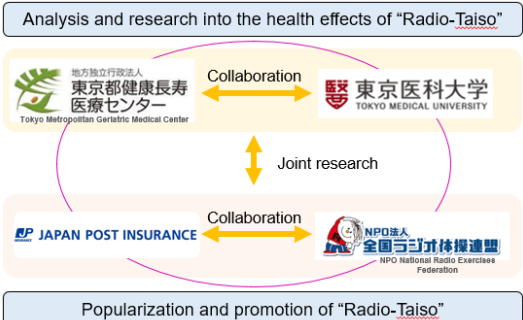 Analysis and research into the health effects of “Radio-Taiso”
地方独立行政法人
東京都健康長寿
医療センター
Tokyo Metropolitan Geriatric Medical Center
Collaboration
醫
東京医科大学
TOKYO MEDICAL UNIVERSITY
Joint research
JP
INSURANCE
JAPAN POST INSURANCE
Collaboration
NPO法人
全国ラジオ体操連盟
NPO National Radio Exercises
Federation
Popularization and promotion of “Radio-Taiso”